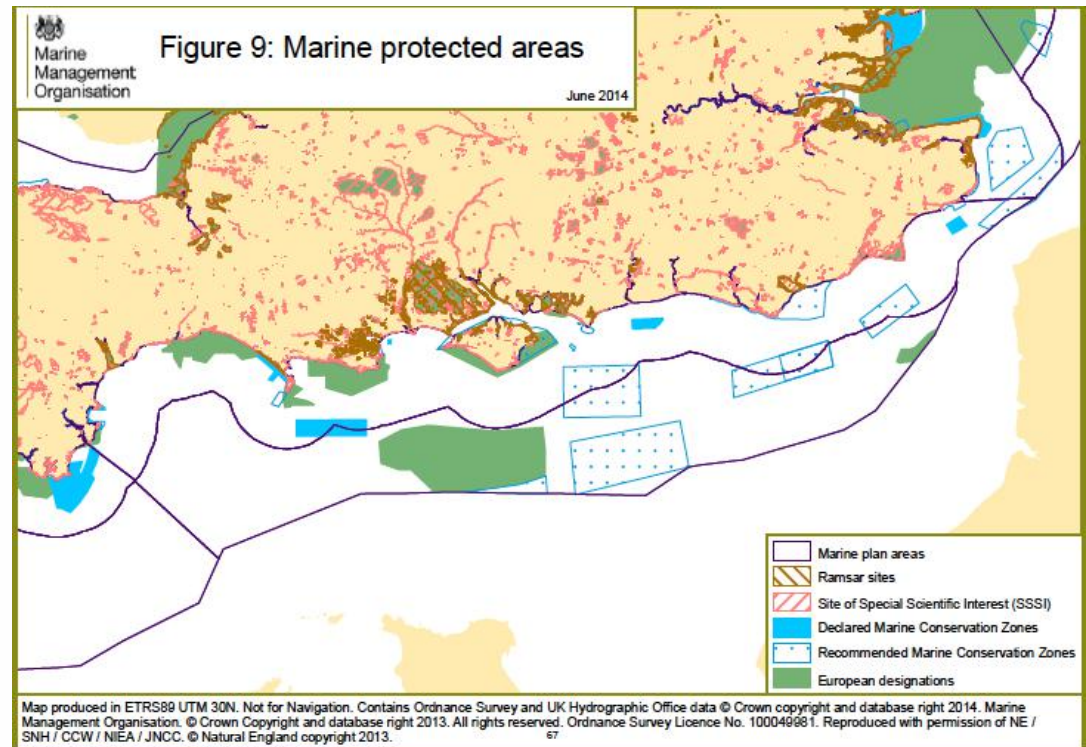 Marine
Management
Organisation
Figure 9: Marine protected areas
June 2014
Marine plan areas
Ramsar sites
Site of Special Scientific Interest (SSSI)
Declared Marine Conservation Zones
Recommended Marine Conservation Zones
European designations
Map produced in ETRS89 UTM 30N. Not for Navigation. Contains Ordnance Survey and UK Hydrographic Office data © Crown copyright and database right 2014. Marine
Management Organisation. © Crown Copyright and database right 2013. All rights reserved. Ordnance Survey Licence No. 100049981. Reproduced with permission of NE /
SNH / CCW / NIEA / JNCC. © Natural England copyright 2013.
67